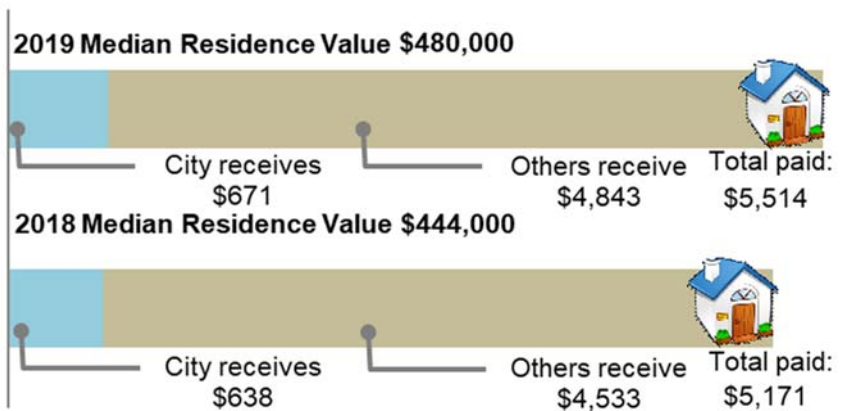 2019 Median Residence Value $480,000
City receives
$671
Others receive
$4,843
Total paid:
$5,514
2018 Median Residence Value $444,000
City receives
$638
Others receive
$4,533
Total paid:
$5,171